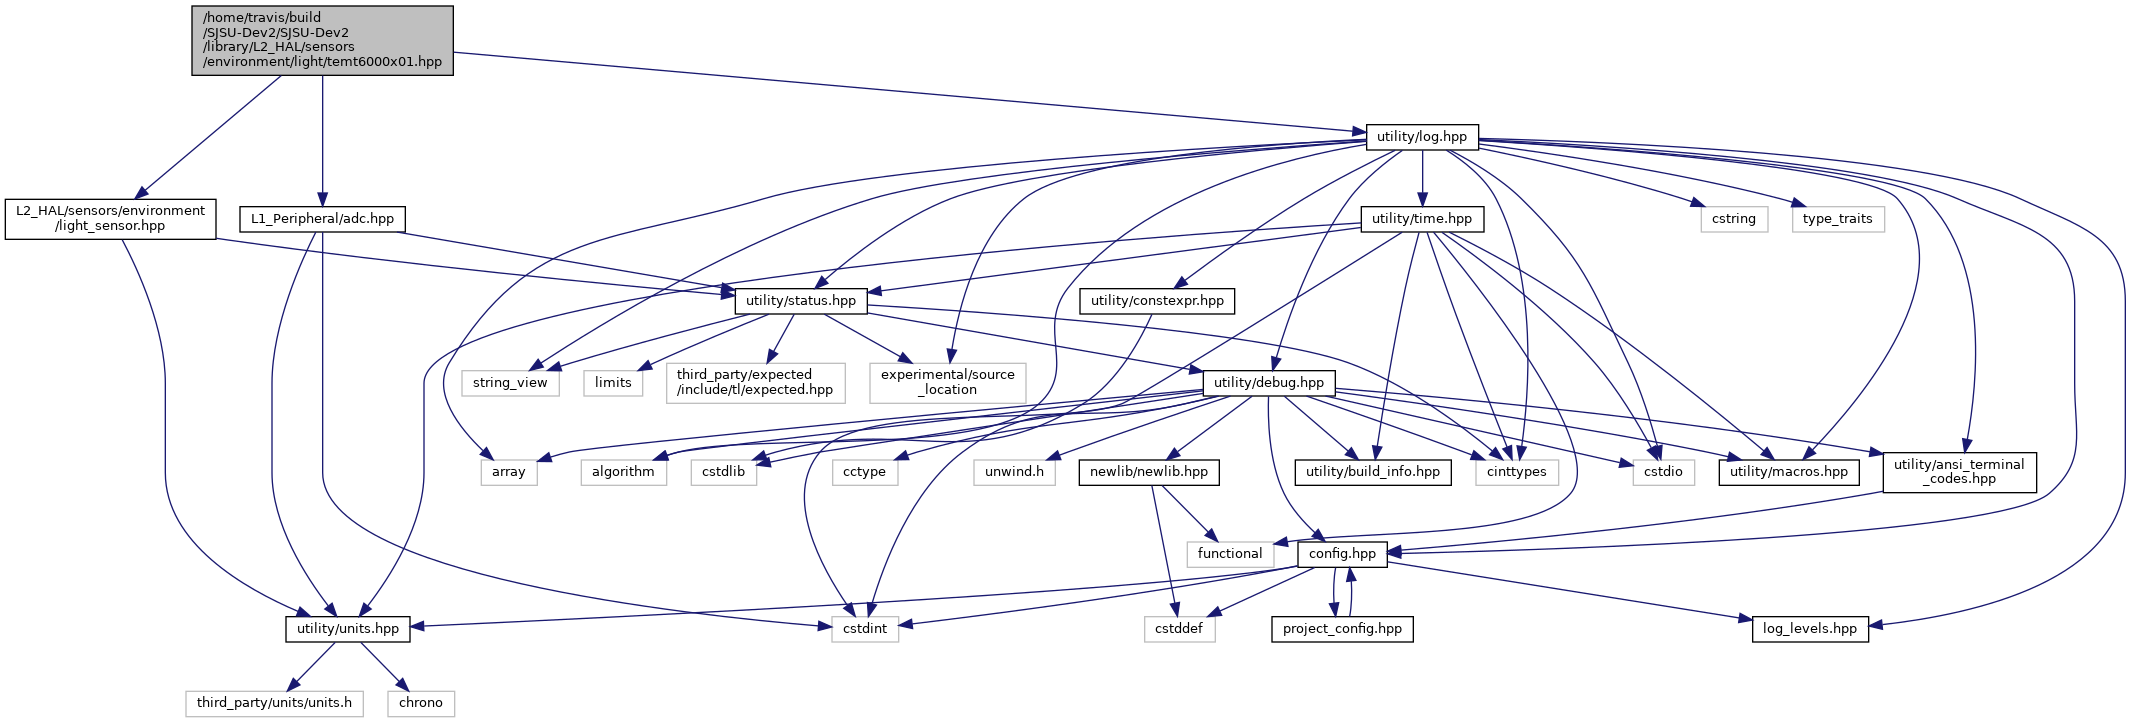 /home/travis/build
/SJSU-Dev2/SJSU-Dev2
/library/L2_HAL/sensors
/environment/light/temt6000x01.hpp
utility/log.hpp
L2_HAL/sensors/environment
/light_sensor.hpp
L1_Peripheral/adc.hpp
utility/time.hpp
cstring
type_traits
utility/status.hpp
utility/constexpr.hpp
string_view
limits
third_party/expected
/include/tl/expected.hpp
experimental/source
_location
utility/debug.hpp
array
algorithm
cstdlib
cctype
unwind.h
newlib/newlib.hpp
utility/build_info.hpp
cinttypes
cstdio
utility/macros.hpp
utility/ansi_terminal
_codes.hpp
functional
config.hpp
utility/units.hpp
cstdint
cstddef
project_config.hpp
log_levels.hpp
third_party/units/units.h
chrono